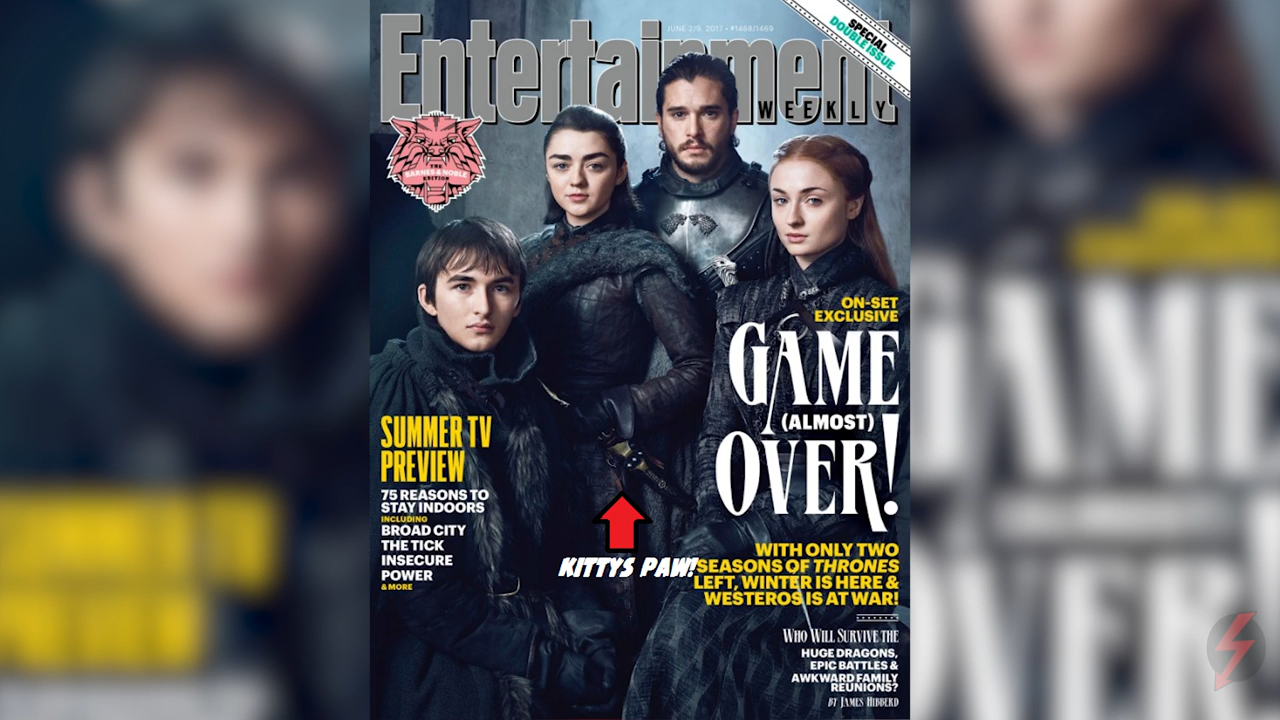 JUNE 2/9, 2017 • #1468/1469
SPECIAL
DOUBLE ISSUE
Entertainment
WEEKLY
THE
BARNES & NOBLE
EDITION
ON-SET
EXCLUSIVE
GAME
(ALMOST)
OVER!
SUMMER TV
PREVIEW
75 REASONS TO
STAY INDOORS
INCLUDING
BROAD CITY
THE TICK
INSECURE
POWER
& MORE
KITTYS PAW!
WITH ONLY TWO
SEASONS OF THRONES
LEFT, WINTER IS HERE &
WESTEROS IS AT WAR!
WHO WILL SURVIVE THE
HUGE DRAGONS,
EPIC BATTLES &
AWKWARD FAMILY
REUNIONS?
BY JAMES HIBBERD
GAME
OVER!